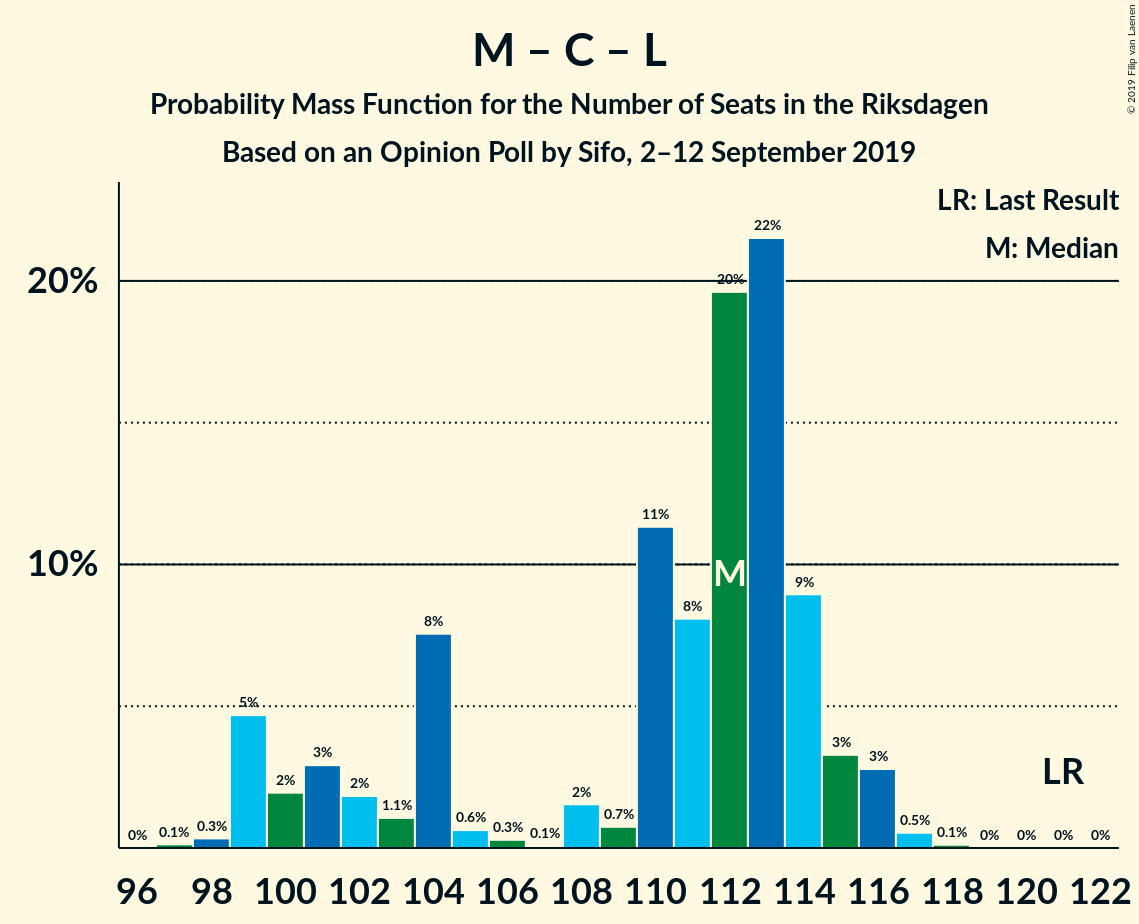 M – C – L
Probability Mass Function for the Number of Seats in the Riksdagen
Based on an Opinion Poll by Sifo, 2–12 September 2019
© 2019 Filip van Laenen
LR: Last Result
M: Median
20%
10%
0% 0.1% 0.3% 5% 2% 3% 2% 1.1% 8% 0.6% 0.3% 0.1% 2% 0.7% 11% 8% 20% 22% 9% 3% 3% 0.5% 0.1% 0% 0% 0% 0%
M
LR
96 98 100 102 104 106 108 110 112 114 116 118 120 122